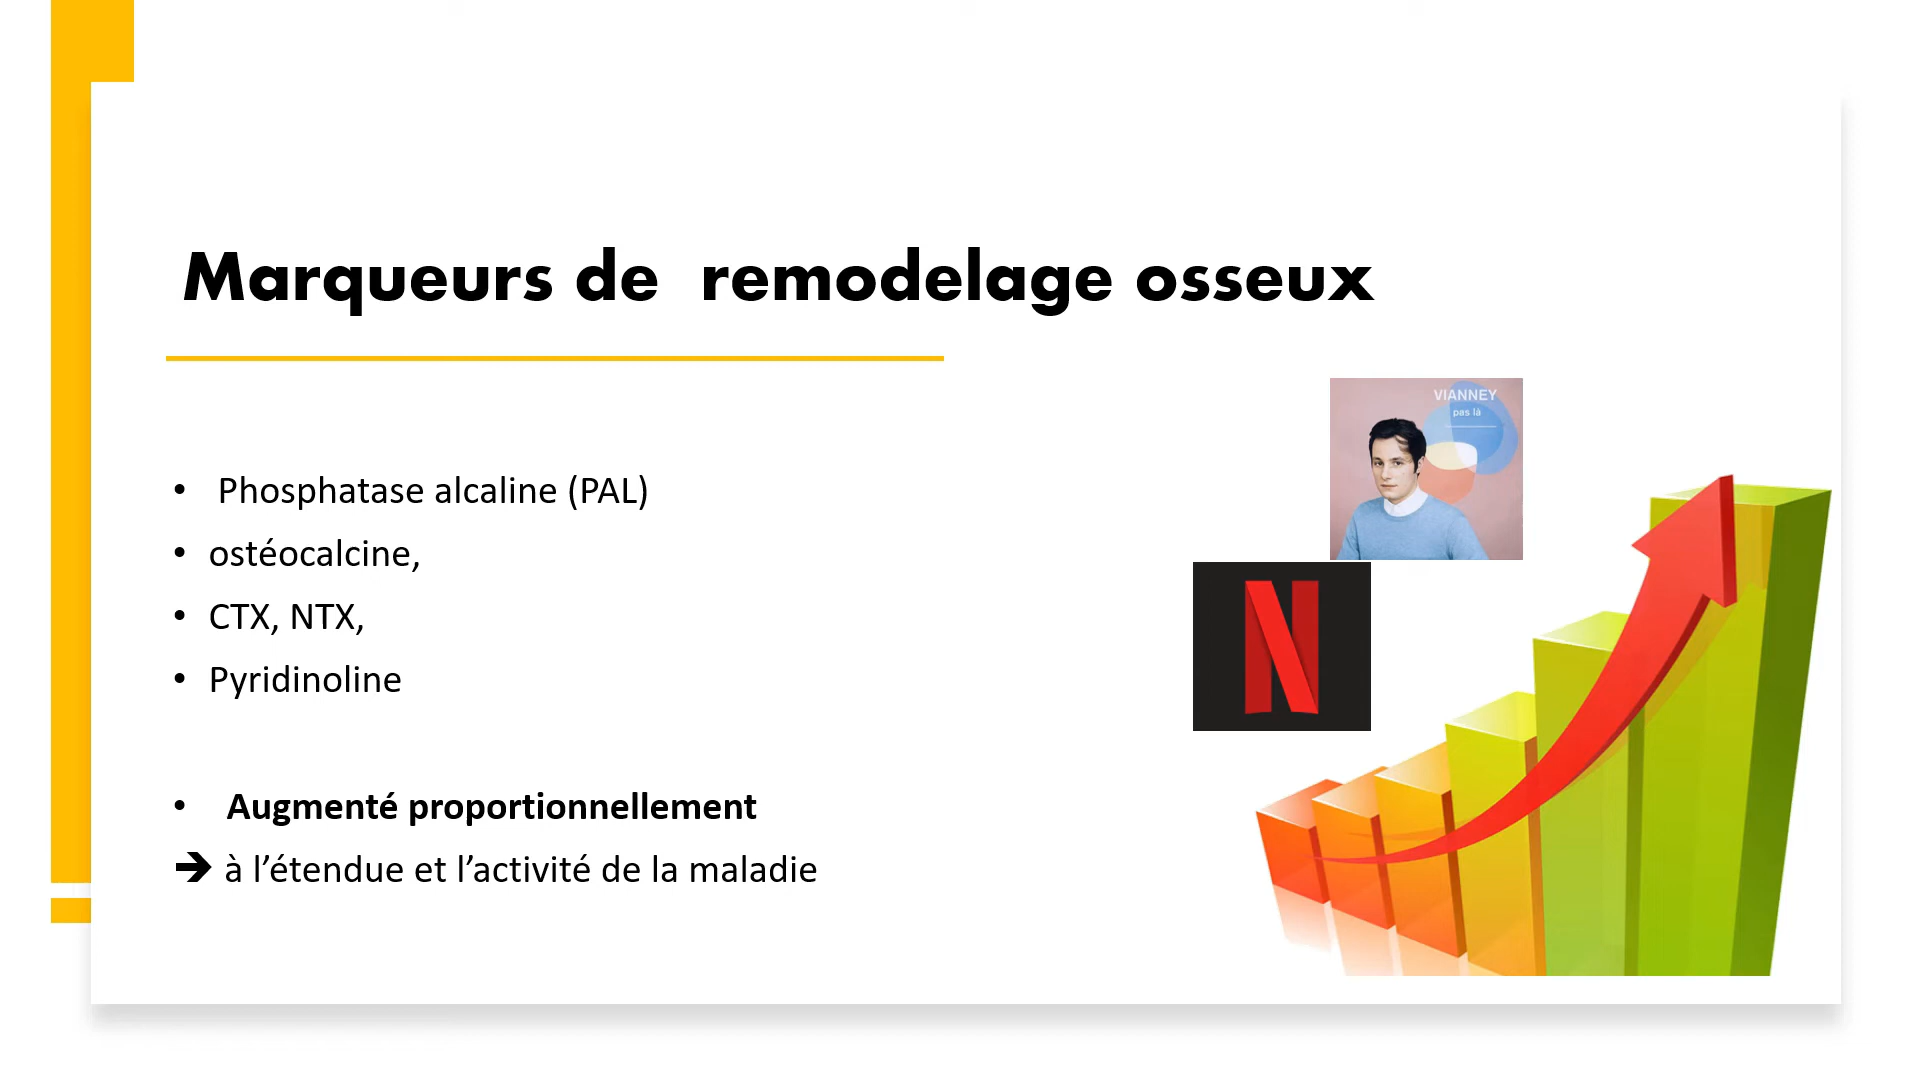 Marqueurs de  remodelage osseux
VIANNEY
pas là
• Phosphatase alcaline (PAL)
• ostéocalcine,
• CTX, NTX,
• Pyridinoline
N
• Augmenté proportionnellement
➔ à l’étendue et l’activité de la maladie